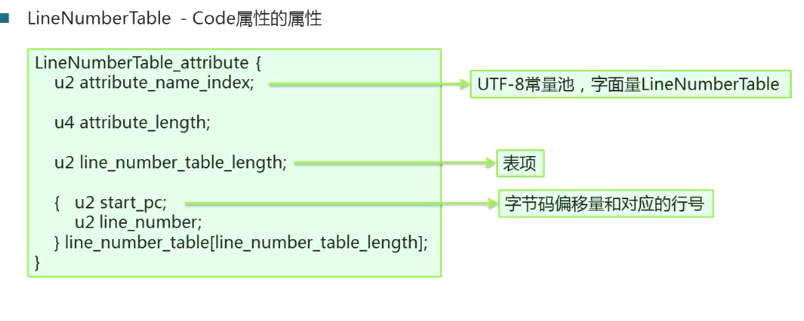 LineNumberTable - Code属性的属性
LineNumberTable_attribute {
u2 attribute_name_index;
UTF-8常量池，字面量LineNumberTable
u4 attribute_length;
u2 line_number_table_length;
表项
{ u2 start_pc;
字节码偏移量和对应的行号
u2 line_number;
} line_number_table[line_number_table_length];
}